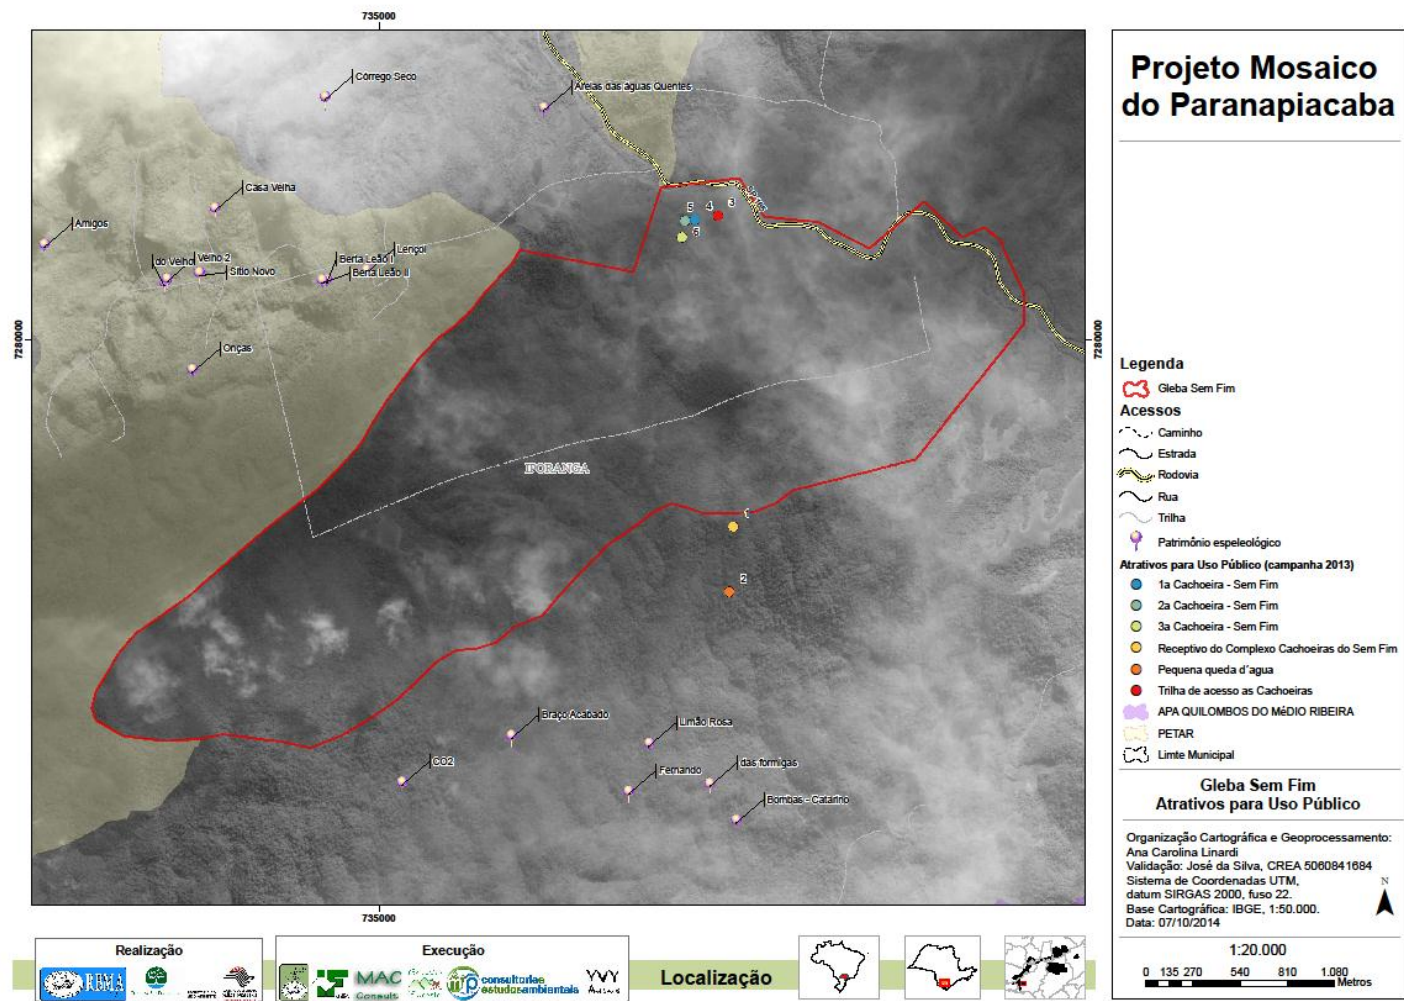 735000
Córrego Seco
Areias das águas Quentes
Casa Velha
Amigos
do Velho
Velho 2
Sítio Novo
Berta Leão I
Berta Leão II
Lençol
Onças
5
4
3
6
7280000
7280000
IPORANGA
1
2
Braço Acabado
Limão Rosa
CO2
Fernando
das formigas
Bombas - Catarino
735000
Projeto Mosaico
do Paranapiacaba
Legenda
Gleba Sem Fim
Acessos
Caminho
Estrada
Rodovia
Rua
Trilha
Patrimônio espeleológico
Atrativos para Uso Público (campanha 2013)
1a Cachoeira - Sem Fim
2a Cachoeira - Sem Fim
3a Cachoeira - Sem Fim
Receptivo do Complexo Cachoeiras do Sem Fim
Pequena queda d'agua
Trilha de acesso as Cachoeiras
APA QUILOMBOS DO MéDIO RIBEIRA
PETAR
Limte Municipal
Gleba Sem Fim
Atrativos para Uso Público
Organização Cartográfica e Geoprocessamento:
Ana Carolina Linardi
Validação: José da Silva, CREA 5060841684
Sistema de Coordenadas UTM,
datum SIRGAS 2000, fuso 22.
Base Cartográfica: IBGE, 1:50.000.
Data: 07/10/2014
N
1:20.000
0 135 270 540 810 1.080
Metros
Realização
RBMA
Execução
MAC
Consult
consultorias
estudosambientais
YVY
Localização